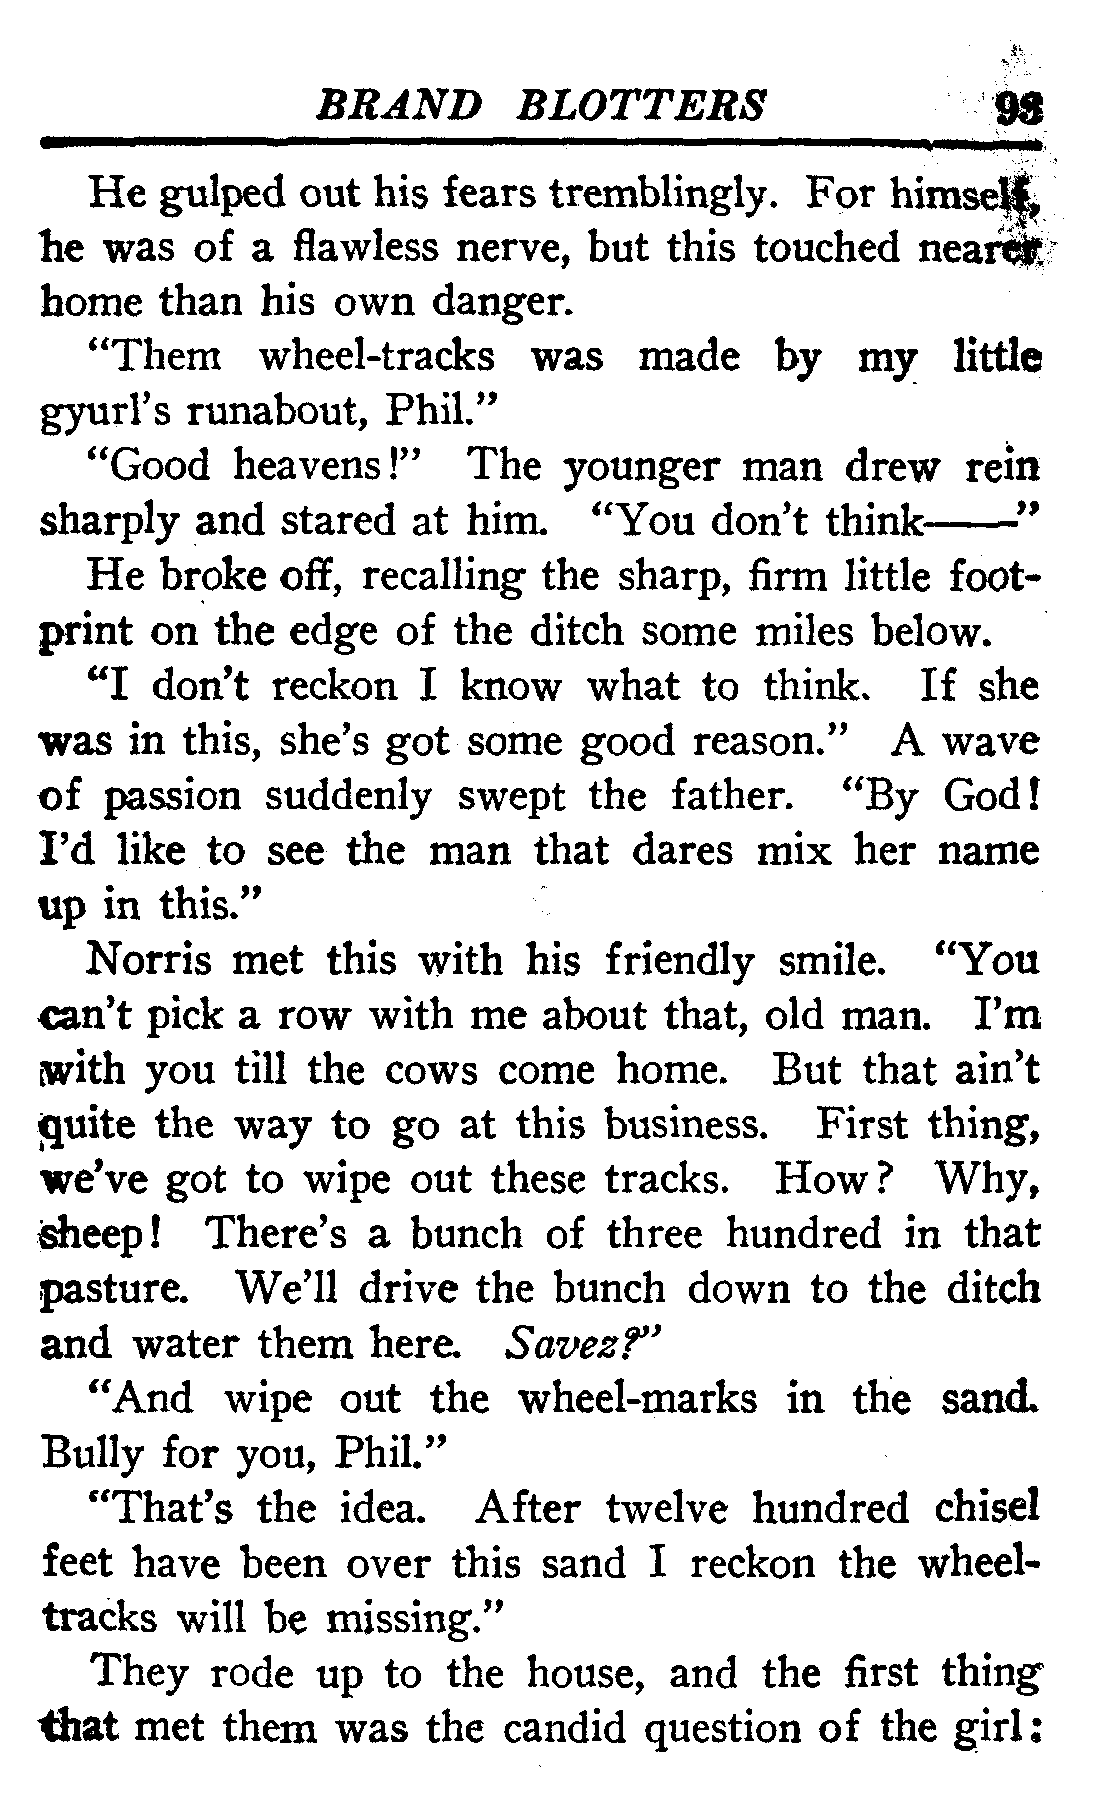 BRAND BLOTTERS 93
He gulped out his fears tremblingly. For himself,
he was of a flawless nerve, but this touched nearer
home than his own danger.
“Them wheel-tracks was made by my little
gyurl’s runabout, Phil.”
“Good heavens!” The younger man drew rein
sharply and stared at him. “You don’t think——”
He broke off, recalling the sharp, firm little foot-
print on the edge of the ditch some miles below.
“I don’t reckon I know what to think. If she
was in this, she’s got some good reason.” A wave
of passion suddenly swept the father. “By God!
I’d like to see the man that dares mix her name
up in this.”
Norris met this with his friendly smile. “You
can’t pick a row with me about that, old man. I’m
with you till the cows come home. But that ain’t
quite the way to go at this business. First thing,
we’ve got to wipe out these tracks. How? Why,
sheep! There’s a bunch of three hundred in that
pasture. We’ll drive the bunch down to the ditch
and water them here. Savez?”
“And wipe out the wheel-marks in the sand.
Bully for you, Phil.”
“That’s the idea. After twelve hundred chisel
feet have been over this sand I reckon the wheel-
tracks will be missing.”
They rode up to the house, and the first thing
that met them was the candid question of the girl: